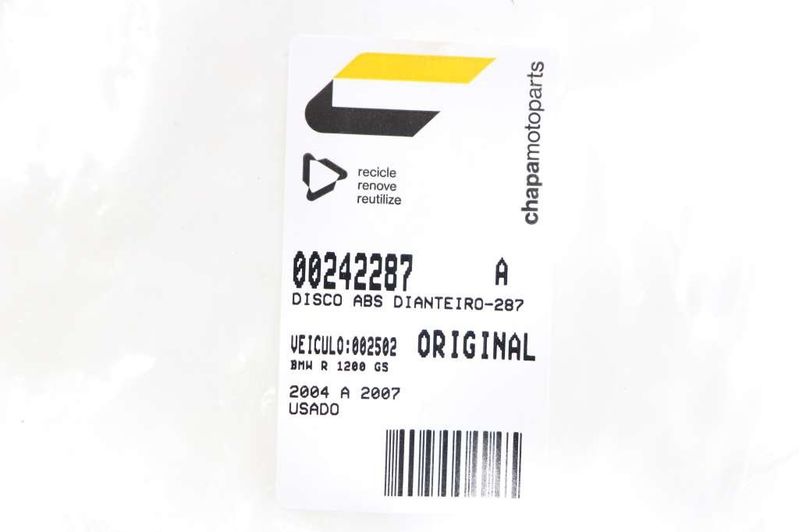 chapamotoparts
recicle
renove
reutilize
00242287 A
DISCO ABS DIANTEIRO-287
VEICULO:002502 ORIGINAL
BMW R 1200 GS
2004 A 2007
USADO